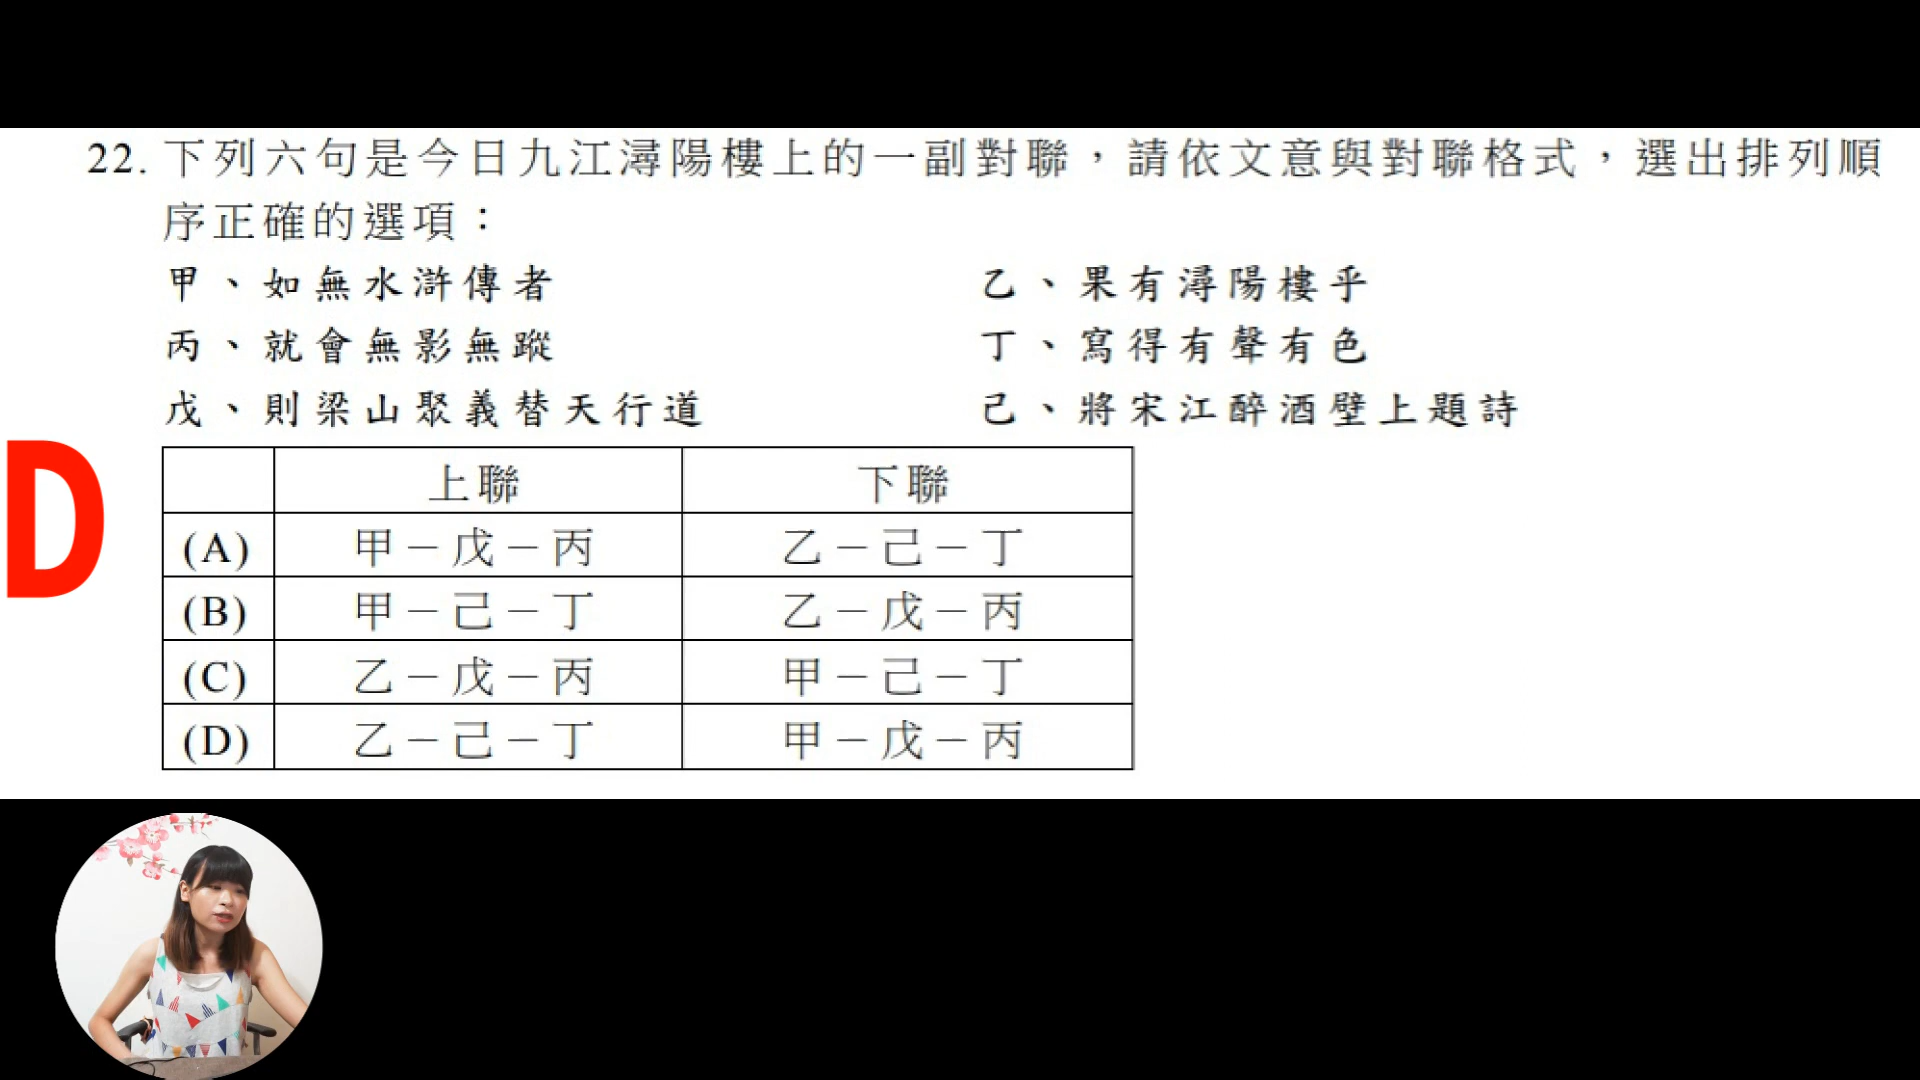 22. 下列六句是今日九江潯陽樓上的一副對聯，請依文意與對聯格式，選出排列順
序正確的選項：
甲、如無水滸傳者 乙、果有潯陽樓乎
丙、就會無影無蹤 丁、寫得有聲有色
戊、則梁山聚義替天行道 己、將宋江醉酒壁上題詩
D
上聯 下聯
(A) 甲－戊－丙 乙－己－丁
(B) 甲－己－丁 乙－戊－丙
(C) 乙－戊－丙 甲－己－丁
(D) 乙－己－丁 甲－戊－丙